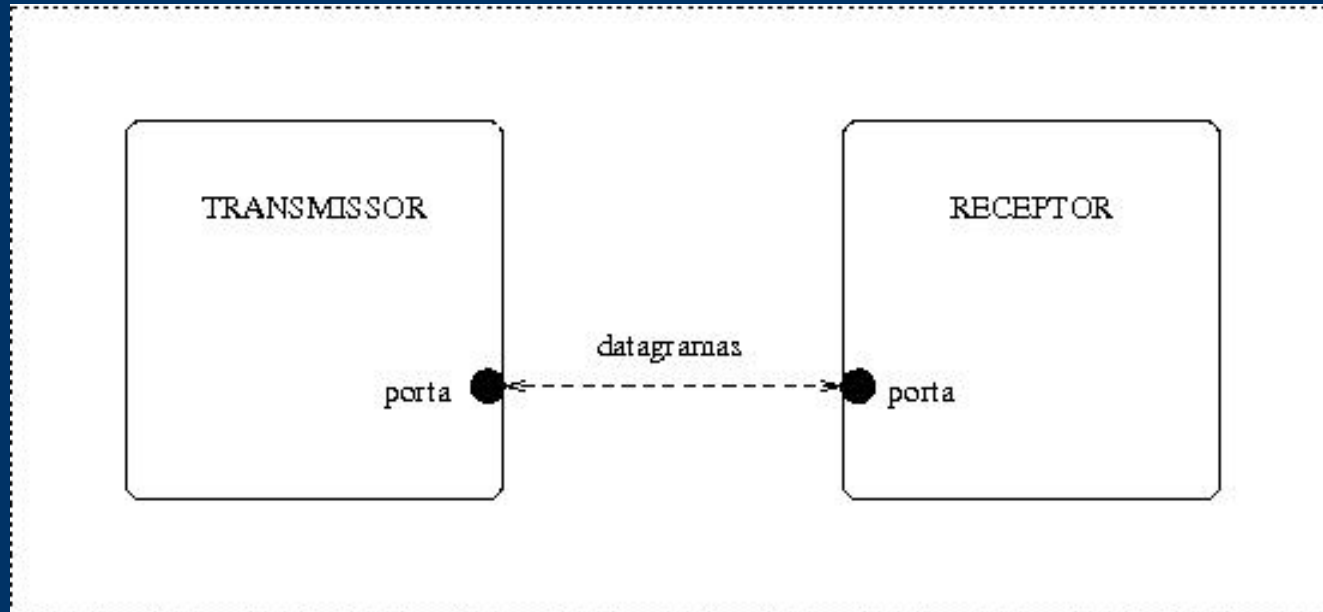 TRANSMISSOR
RECEPTOR
datagramas
porta
porta